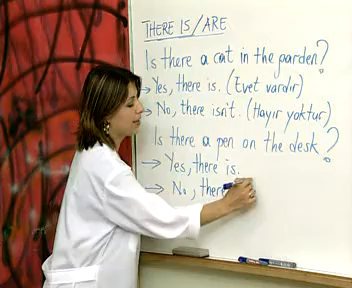 THERE IS/ARE
Is there a cat in the garden?
→ Yes, there is. (Evet vardır)
→ No, there isn't. (Hayır yoktur)
Is there a pen on the desk?
→ Yes, there is.
→ No, there